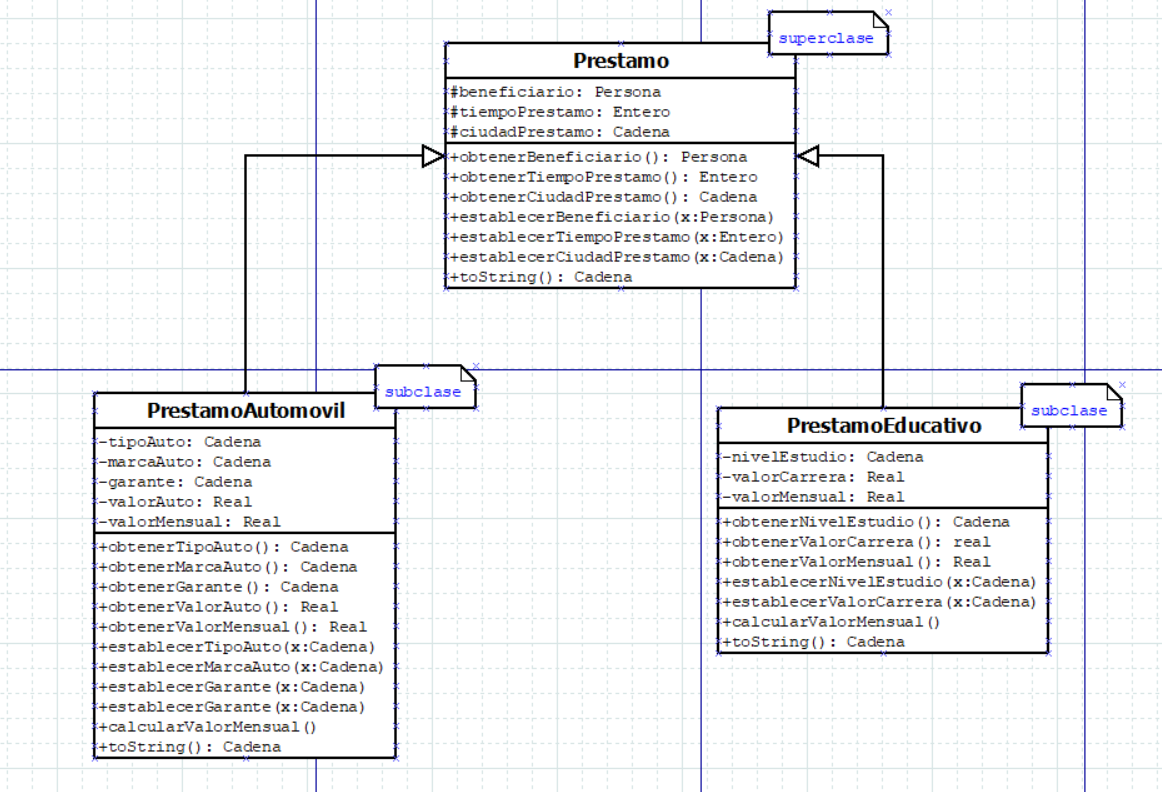 superclase
Prestamo
#beneficiario: Persona
#tiempoPrestamo: Entero
#ciudadPrestamo: Cadena
+obtenerBeneficiario(): Persona
+obtenerTiempoPrestamo(): Entero
+obtenerCiudadPrestamo(): Cadena
+establecerBeneficiario(x:Persona)
+establecerTiempoPrestamo(x:Entero)
+establecerCiudadPrestamo(x:Cadena)
+toString(): Cadena
subclase
PrestamoAutomovil
-tipoAuto: Cadena
-marcaAuto: Cadena
-garante: Cadena
-valorAuto: Real
-valorMensual: Real
+obtenerTipoAuto(): Cadena
+obtenerMarcaAuto(): Cadena
+obtenerGarante(): Cadena
+obtenerValorAuto(): Real
+obtenerValorMensual(): Real
+establecerTipoAuto(x:Cadena)
+establecerMarcaAuto(x:Cadena)
+establecerGarante(x:Cadena)
+establecerGarante(x:Cadena)
+calcularValorMensual()
+toString(): Cadena
subclase
PrestamoEducativo
-nivelEstudio: Cadena
-valorCarrera: Real
-valorMensual: Real
+obtenerNivelEstudio(): Cadena
+obtenerValorCarrera(): real
+obtenerValorMensual(): Real
+establecerNivelEstudio(x:Cadena)
+establecerValorCarrera(x:Cadena)
+calcularValorMensual()
+toString(): Cadena